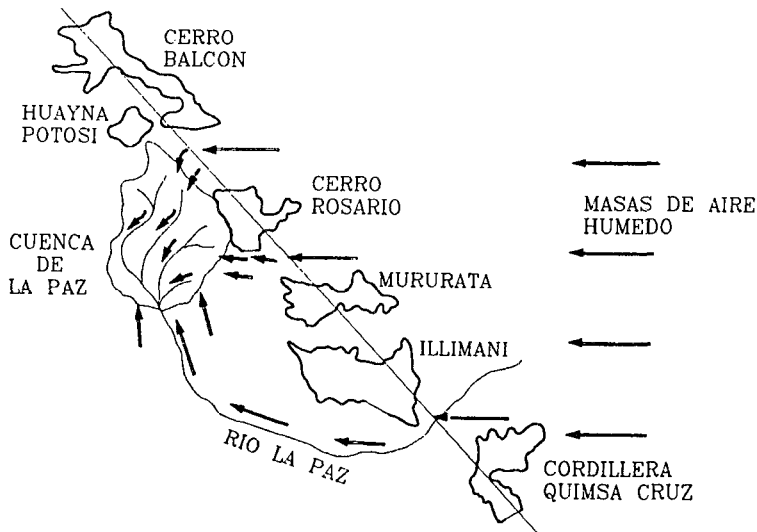 CERRO
BALCON
HUAYNA
POTOSI
CERRO
ROSARIO
MASAS DE AIRE
HUMEDO
CUENCA
DE
LA PAZ
MURURATA
ILLIMANI
RIO LA PAZ
CORDILLERA
QUIMSA CRUZ